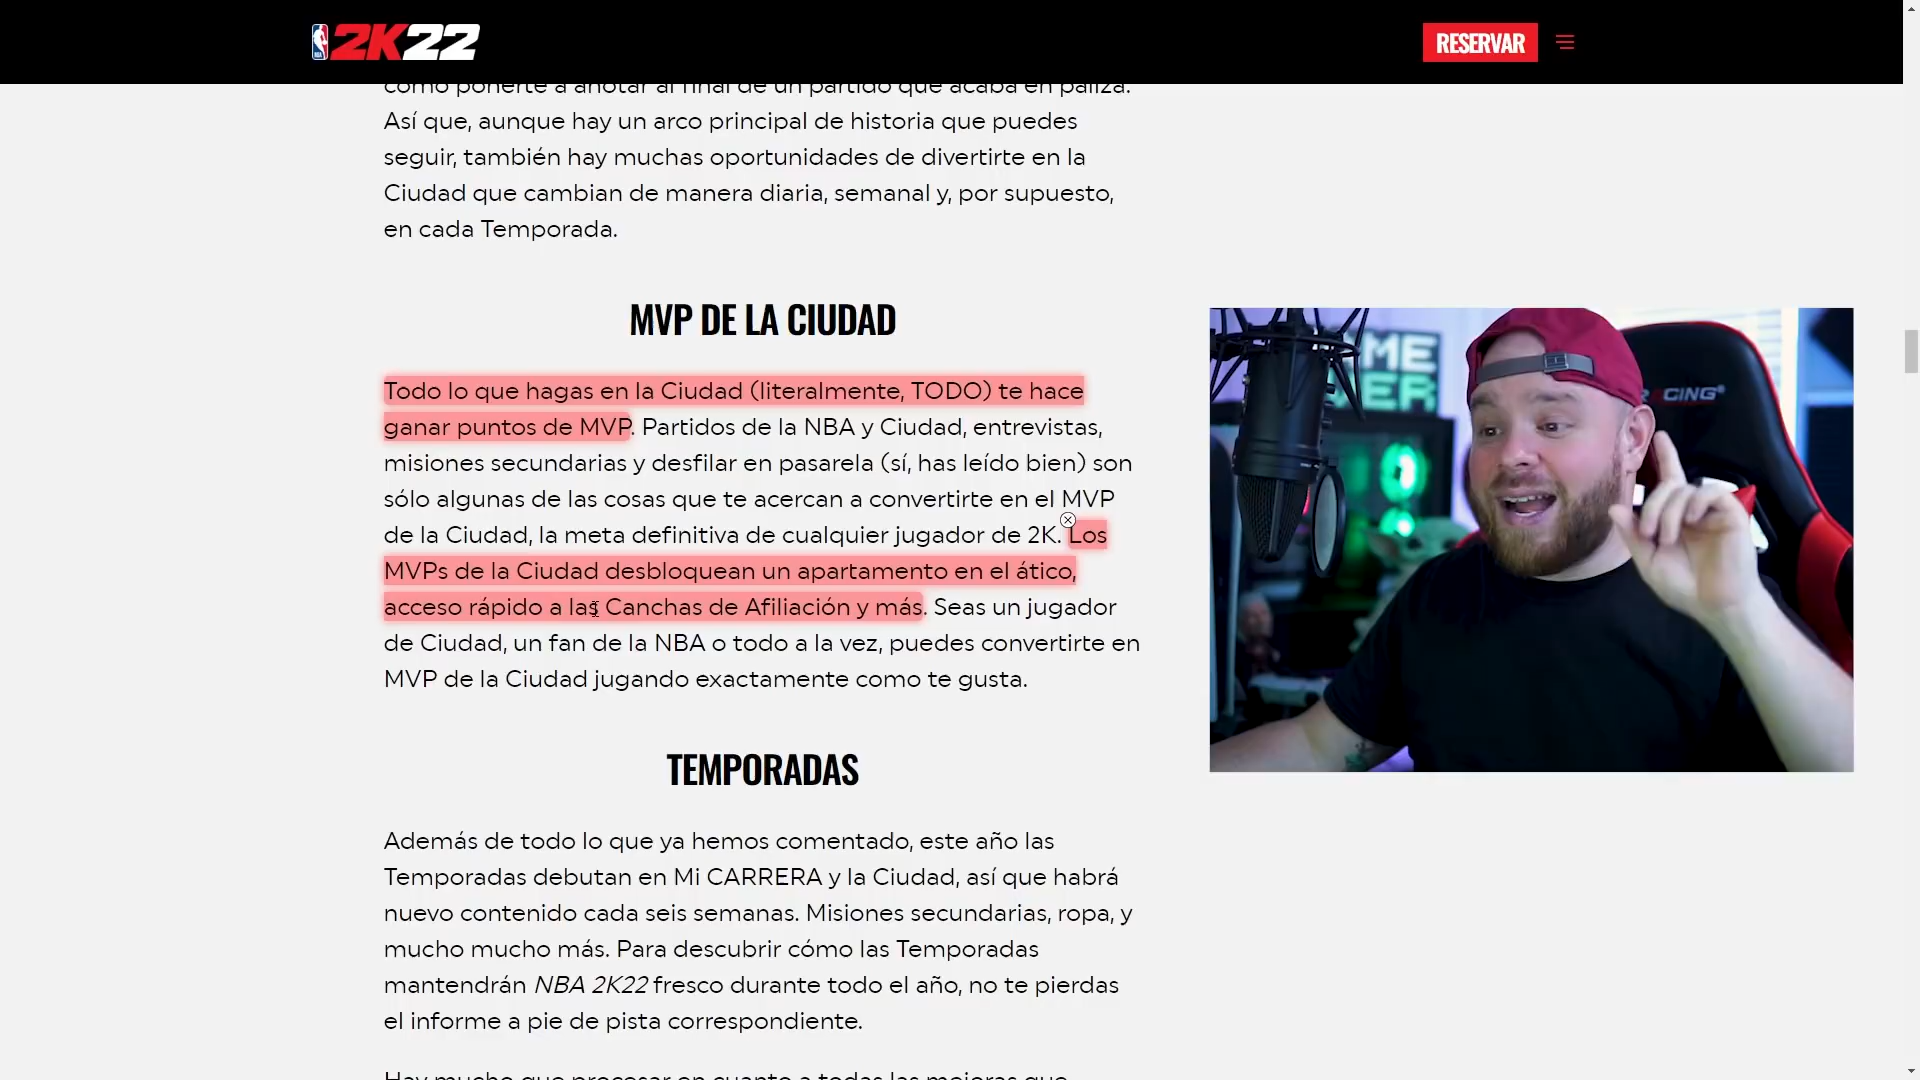 NBA 2K22
RESERVAR
como ponerte a anotar al final de un partido que acaba en paliza.
Así que, aunque hay un arco principal de historia que puedes
seguir, también hay muchas oportunidades de divertirte en la
Ciudad que cambian de manera diaria, semanal y, por supuesto,
en cada Temporada.
MVP DE LA CIUDAD
Todo lo que hagas en la Ciudad (literalmente, TODO) te hace
ganar puntos de MVP. Partidos de la NBA y Ciudad, entrevistas,
misiones secundarias y desfilar en pasarela (sí, has leído bien) son
sólo algunas de las cosas que te acercan a convertirte en el MVP
de la Ciudad, la meta definitiva de cualquier jugador de 2K. Los
MVPs de la Ciudad desbloquean un apartamento en el ático,
acceso rápido a las Canchas de Afiliación y más. Seas un jugador
de Ciudad, un fan de la NBA o todo a la vez, puedes convertirte en
MVP de la Ciudad jugando exactamente como te gusta.
TEMPORADAS
Además de todo lo que ya hemos comentado, este año las
Temporadas debutan en Mi CARRERA y la Ciudad, así que habrá
nuevo contenido cada seis semanas. Misiones secundarias, ropa, y
mucho mucho más. Para descubrir cómo las Temporadas
mantendrán NBA 2K22 fresco durante todo el año, no te pierdas
el informe a pie de pista correspondiente.
Hay mucho que procesar en cuanto a todas las mejoras que